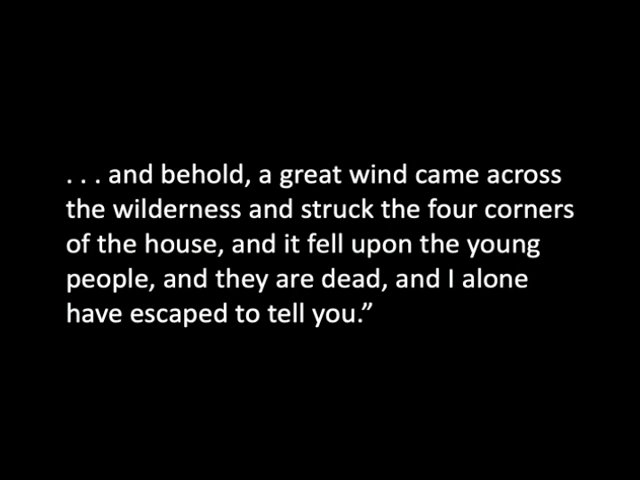 . . . and behold, a great wind came across
the wilderness and struck the four corners
of the house, and it fell upon the young
people, and they are dead, and I alone
have escaped to tell you.”